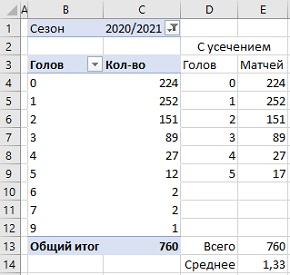 A B C D E
1 Сезон 2020/2021
2 С усечением
3 Голов Кол-во Голов Матчей
4 0 224 0 224
5 1 252 1 252
6 2 151 2 151
7 3 89 3 89
8 4 27 4 27
9 5 12 5 17
10 6 2
11 7 2
12 9 1
13 Общий итог 760 Всего 760
14 Среднее 1,33